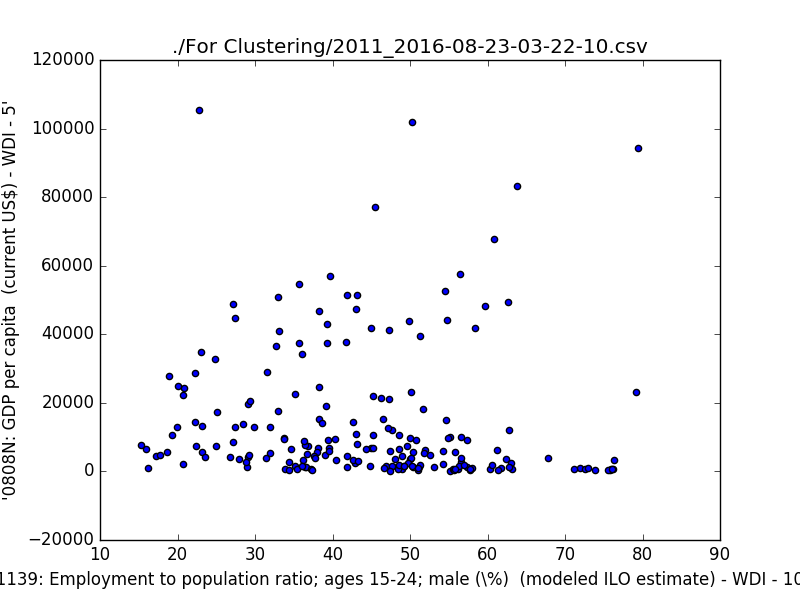 ./For Clustering/2011_2016-08-23-03-22-10.csv
'0808N: GDP per capita  (current US$) - WDI - 5'
120000
100000
80000
60000
40000
20000
0
−20000
10 20 30 40 50 60 70 80 90
1139: Employment to population ratio; ages 15-24; male (\%)  (modeled ILO estimate) - WDI - 10